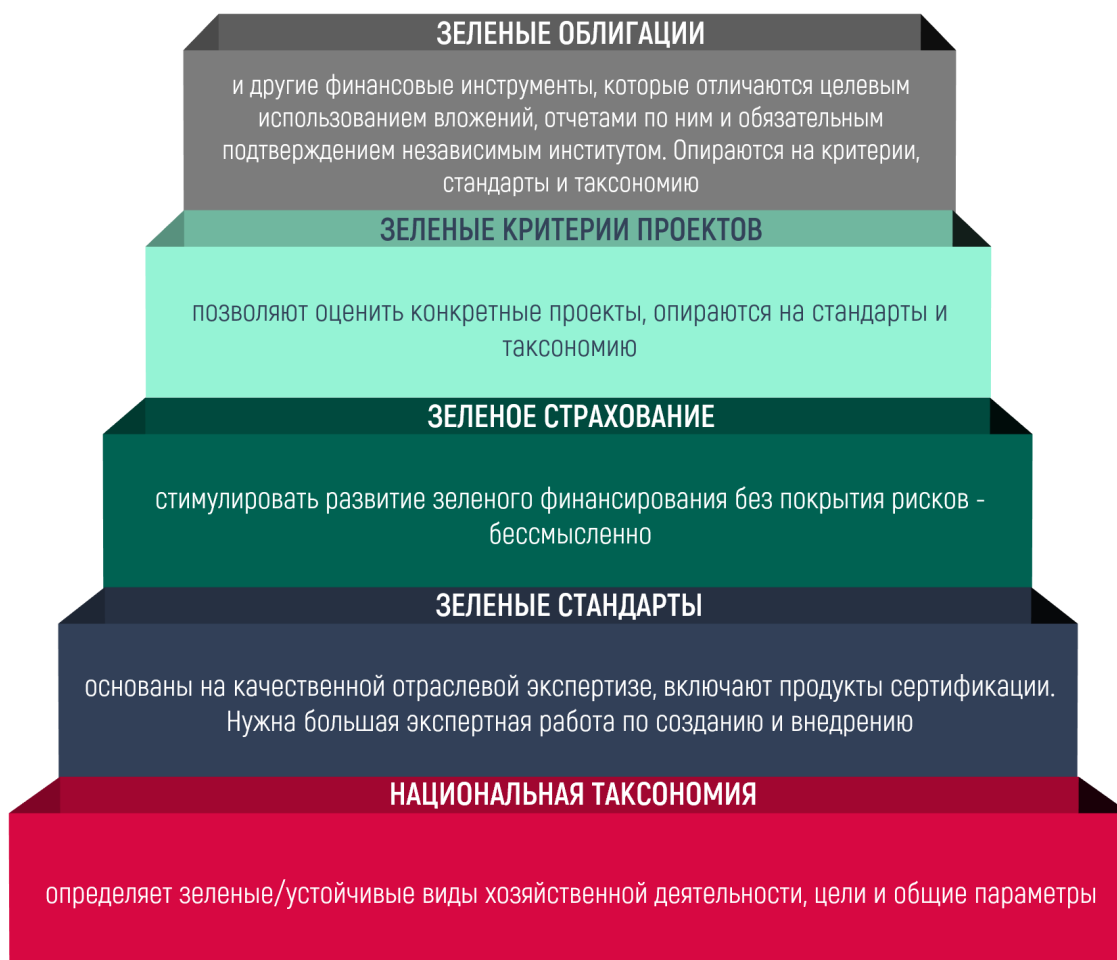 ЗЕЛЕНЫЕ ОБЛИГАЦИИ
и другие финансовые инструменты, которые отличаются целевым
использованием вложений, отчетами по ним и обязательным
подтверждением независимым институтом. Опираются на критерии,
стандарты и таксономию
ЗЕЛЕНЫЕ КРИТЕРИИ ПРОЕКТОВ
позволяют оценить конкретные проекты, опираются на стандарты и
таксономию
ЗЕЛЕНОЕ СТРАХОВАНИЕ
стимулировать развитие зеленого финансирования без покрытия рисков -
бессмысленно
ЗЕЛЕНЫЕ СТАНДАРТЫ
основаны на качественной отраслевой экспертизе, включают продукты сертификации.
Нужна большая экспертная работа по созданию и внедрению
НАЦИОНАЛЬНАЯ ТАКСОНОМИЯ
определяет зеленые/устойчивые виды хозяйственной деятельности, цели и общие параметры